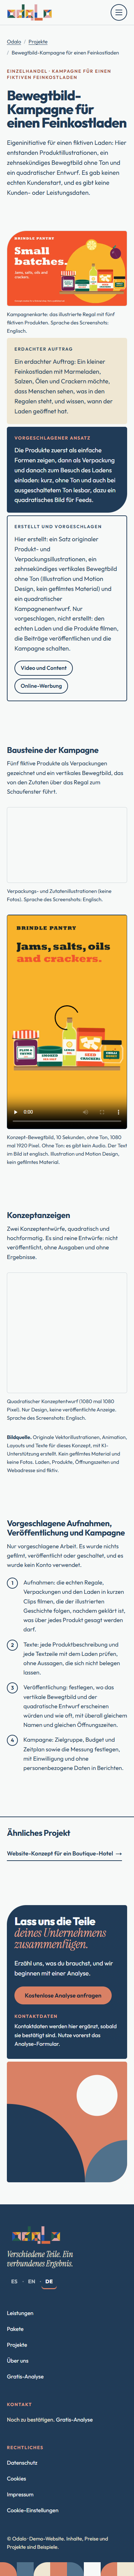 odalo
Odalo / Projekte
/ Bewegtbild-Kampagne für einen Feinkostladen
EINZELHANDEL · KAMPAGNE FÜR EINEN
FIKTIVEN FEINKOSTLADEN
Bewegtbild-
Kampagne für
einen Feinkostladen
Eigeninitiative für einen fiktiven Laden: Hier
entstanden Produktillustrationen, ein
zehnsekündiges Bewegtbild ohne Ton und
ein quadratischer Entwurf. Es gab keinen
echten Kundenstart, und es gibt keine
Kunden- oder Leistungsdaten.
BRINDLE PANTRY
Small
batches.
Jams, salts, oils and
crackers.
Kampagnenkarte: das illustrierte Regal mit fünf
fiktiven Produkten. Sprache des Screenshots:
Englisch.
ERDACHTER AUFTRAG
Ein erdachter Auftrag: Ein kleiner
Feinkostladen mit Marmeladen,
Salzen, Ölen und Crackern möchte,
dass Menschen sehen, was in den
Regalen steht, und wissen, wann der
Laden geöffnet hat.
VORGESCHLAGENER ANSATZ
Die Produkte zuerst als einfache
Formen zeigen, dann als Verpackung
und danach zum Besuch des Ladens
einladen: kurz, ohne Ton und auch bei
ausgeschaltetem Ton lesbar, dazu ein
quadratisches Bild für Feeds.
ERSTELLT UND VORGESCHLAGEN
Hier erstellt: ein Satz originaler
Produkt- und
Verpackungsillustrationen, ein
zehnsekündiges vertikales Bewegtbild
ohne Ton (Illustration und Motion
Design, kein gefilmtes Material) und
ein quadratischer
Kampagnenentwurf. Nur
vorgeschlagen, nicht erstellt: den
echten Laden und die Produkte filmen,
die Beiträge veröffentlichen und die
Kampagne schalten.
Video und Content
Online-Werbung
Bausteine der Kampagne
Fünf fiktive Produkte als Verpackungen
gezeichnet und ein vertikales Bewegtbild, das
von den Zutaten über das Regal zum
Schaufenster führt.
Verpackungs- und Zutatenillustrationen (keine
Fotos). Sprache des Screenshots: Englisch.
BRINDLE PANTRY
Jams, salts, oils
and crackers.
0:00
Konzept-Bewegtbild, 10 Sekunden, ohne Ton, 1080
mal 1920 Pixel. Ohne Ton: es gibt kein Audio. Der Text
im Bild ist englisch. Illustration und Motion Design,
kein gefilmtes Material.
Konzeptanzeigen
Zwei Konzeptentwürfe, quadratisch und
hochformatig. Es sind reine Entwürfe: nicht
veröffentlicht, ohne Ausgaben und ohne
Ergebnisse.
Quadratischer Konzeptentwurf (1080 mal 1080
Pixel). Nur Design, keine veröffentlichte Anzeige.
Sprache des Screenshots: Englisch.
Bildquelle. Originale Vektorillustrationen, Animation,
Layouts und Texte für dieses Konzept, mit KI-
Unterstützung erstellt. Kein gefilmtes Material und
keine Fotos. Laden, Produkte, Öffnungszeiten und
Webadresse sind fiktiv.
Vorgeschlagene Aufnahmen,
Veröffentlichung und Kampagne
Nur vorgeschlagene Arbeit. Es wurde nichts
gefilmt, veröffentlicht oder geschaltet, und es
wurde kein Konto verwendet.
1 Aufnahmen: die echten Regale,
Verpackungen und den Laden in kurzen
Clips filmen, die der illustrierten
Geschichte folgen, nachdem geklärt ist,
was über jedes Produkt gesagt werden
darf.
2 Texte: jede Produktbeschreibung und
jede Textzeile mit dem Laden prüfen,
ohne Aussagen, die sich nicht belegen
lassen.
3 Veröffentlichung: festlegen, wo das
vertikale Bewegtbild und der
quadratische Entwurf erscheinen
würden und wie oft, mit überall gleichem
Namen und gleichen Öffnungszeiten.
4 Kampagne: Zielgruppe, Budget und
Zeitplan sowie die Messung festlegen,
mit Einwilligung und ohne
personenbezogene Daten in Berichten.
Ähnliches Projekt
Website-Konzept für ein Boutique-Hotel →
Lass uns die Teile
deines Unternehmens
zusammenfügen.
Erzähl uns, was du brauchst, und wir
beginnen mit einer Analyse.
Kostenlose Analyse anfragen
KONTAKTDATEN
Kontaktdaten werden hier ergänzt, sobald
sie bestätigt sind. Nutze vorerst das
Analyse-Formular.
odalo
Verschiedene Teile. Ein
verbundenes Ergebnis.
ES · EN · DE
Leistungen
Pakete
Projekte
Über uns
Gratis-Analyse
KONTAKT
Noch zu bestätigen. Gratis-Analyse
RECHTLICHES
Datenschutz
Cookies
Impressum
Cookie-Einstellungen
© Odalo · Demo-Website. Inhalte, Preise und
Projekte sind Beispiele.